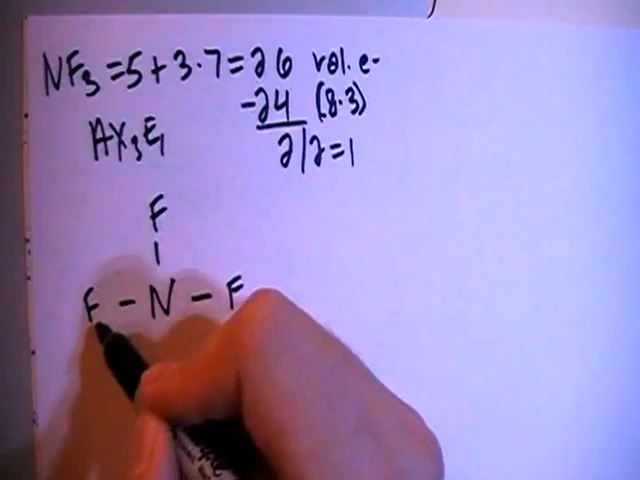 NF₃ = 5 + 3·7 = 26 val. e-
-24 (8·3)
AX₃E₁
2/2=1
F
|
F - N - F